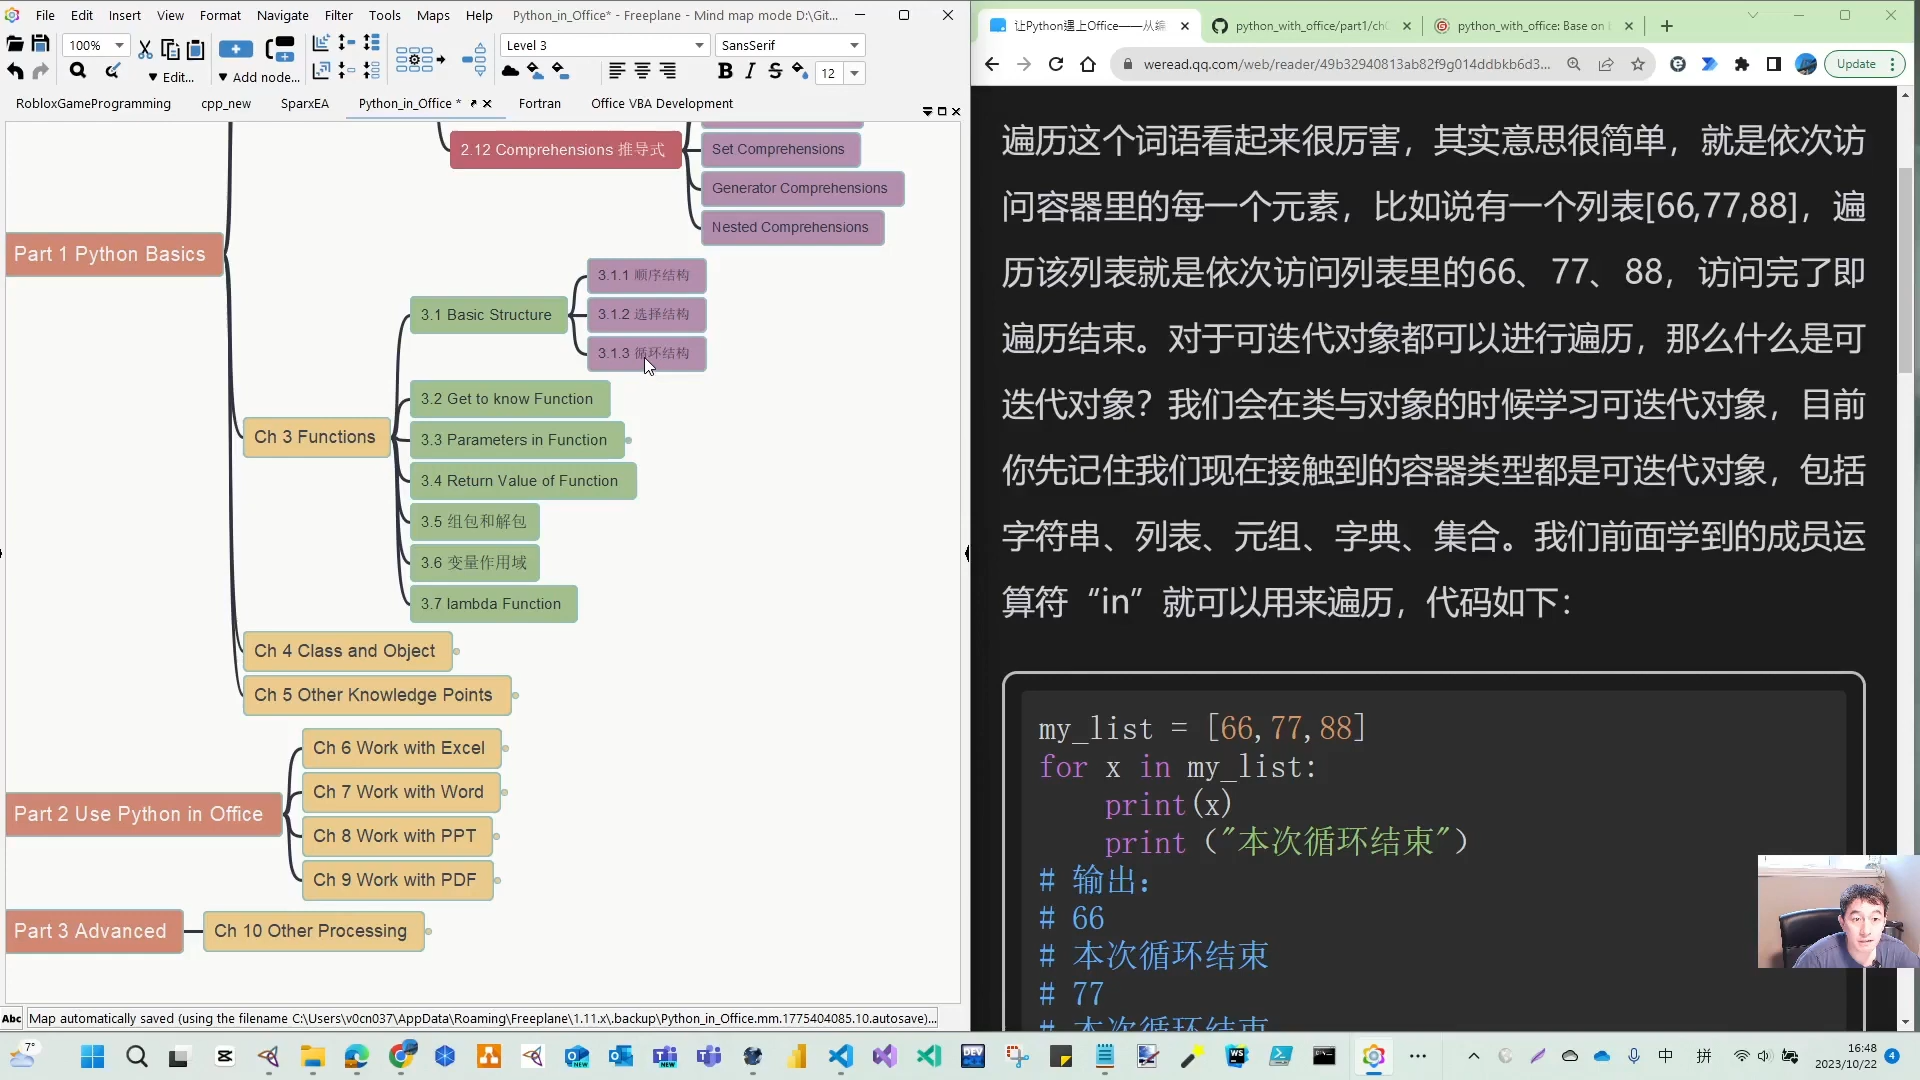 File Edit View Insert Format Navigate Filter Tools Maps Help Python_in_Office* - Freeplane - Mind map mode D:\Git...
100%
Edit...
Add node...
Level 3
SansSerif
12
RobloxGameProgramming cpp_new SparxEA Python_in_Office * Fortran Office VBA Development
2.12 Comprehensions 推导式
Set Comprehensions
Generator Comprehensions
Nested Comprehensions
Part 1 Python Basics
3.1.1 顺序结构
3.1 Basic Structure
3.1.2 选择结构
3.1.3 循环结构
3.2 Get to know Function
Ch 3 Functions
3.3 Parameters in Function
3.4 Return Value of Function
3.5 组包和解包
3.6 变量作用域
3.7 lambda Function
Ch 4 Class and Object
Ch 5 Other Knowledge Points
Ch 6 Work with Excel
Ch 7 Work with Word
Part 2 Use Python in Office
Ch 8 Work with PPT
Ch 9 Work with PDF
Part 3 Advanced
Ch 10 Other Processing
Abc Map automatically saved (using the filename C:\Users\v0cn037\AppData\Roaming\Freeplane\1.11.x\.backup\Python_in_Office.mm.1775404085.10.autosave)...
让Python遇上Office——从编
python_with_office/part1/ch0
python_with_office: Base on
weread.qq.com/web/reader/49b32940813ab82f9g014ddbkb6d3...
Update
遍历这个词语看起来很厉害，其实意思很简单，就是依次访
问容器里的每一个元素，比如说有一个列表[66,77,88]，遍
历该列表就是依次访问列表里的66、77、88，访问完了即
遍历结束。对于可迭代对象都可以进行遍历，那么什么是可
迭代对象？我们会在类与对象的时候学习可迭代对象，目前
你先记住我们现在接触到的容器类型都是可迭代对象，包括
字符串、列表、元组、字典、集合。我们前面学到的成员运
算符“in”就可以用来遍历，代码如下：
my_list = [66,77,88]
for x in my_list:
print(x)
print ("本次循环结束")
# 输出：
# 66
# 本次循环结束
# 77
# 本次循环结束
7°
中 拼
16:48
2023/10/22
4